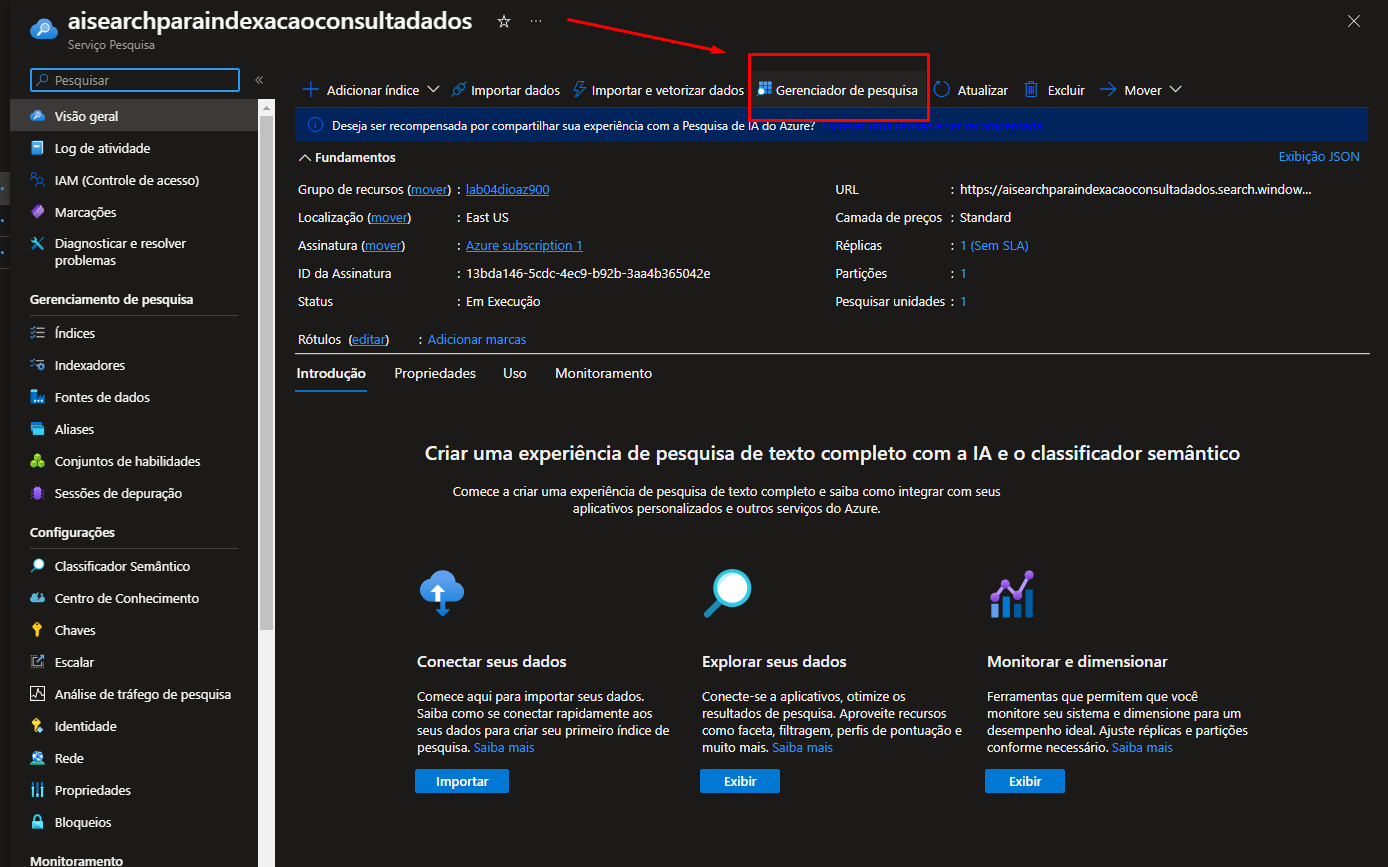 aisearchparaindexacaoconsultadados
Serviço Pesquisa
Pesquisar
Visão geral
Log de atividade
IAM (Controle de acesso)
Marcações
Diagnosticar e resolver
problemas
Gerenciamento de pesquisa
Índices
Indexadores
Fontes de dados
Aliases
Conjuntos de habilidades
Sessões de depuração
Configurações
Classificador Semântico
Centro de Conhecimento
Chaves
Escalar
Análise de tráfego de pesquisa
Identidade
Rede
Propriedades
Bloqueios
Monitoramento
Adicionar índice Importar dados Importar e vetorizar dados Gerenciador de pesquisa Atualizar Excluir Mover
Deseja ser recompensada por compartilhar sua experiência com a Pesquisa de IA do Azure?
Fundamentos
Exibição JSON
Grupo de recursos (mover) : lab04dioaz900
Localização (mover) : East US
Assinatura (mover) : Azure subscription 1
ID da Assinatura : 13bda146-5cdc-4ec9-b92b-3aa4b365042e
Status : Em Execução
URL : https://aisearchparaindexacaoconsultadados.search.window...
Camada de preços : Standard
Réplicas : 1 (Sem SLA)
Partições : 1
Pesquisar unidades : 1
Rótulos (editar) : Adicionar marcas
Introdução Propriedades Uso Monitoramento
Criar uma experiência de pesquisa de texto completo com a IA e o classificador semântico
Comece a criar uma experiência de pesquisa de texto completo e saiba como integrar com seus
aplicativos personalizados e outros serviços do Azure.
Conectar seus dados
Comece aqui para importar seus dados.
Saiba como se conectar rapidamente aos
seus dados para criar seu primeiro índice de
pesquisa. Saiba mais
Importar
Explorar seus dados
Conecte-se a aplicativos, otimize os
resultados de pesquisa. Aproveite recursos
como faceta, filtragem, perfis de pontuação e
muito mais. Saiba mais
Exibir
Monitorar e dimensionar
Ferramentas que permitem que você
monitore seu sistema e dimensione para um
desempenho ideal. Ajuste réplicas e partições
conforme necessário. Saiba mais
Exibir